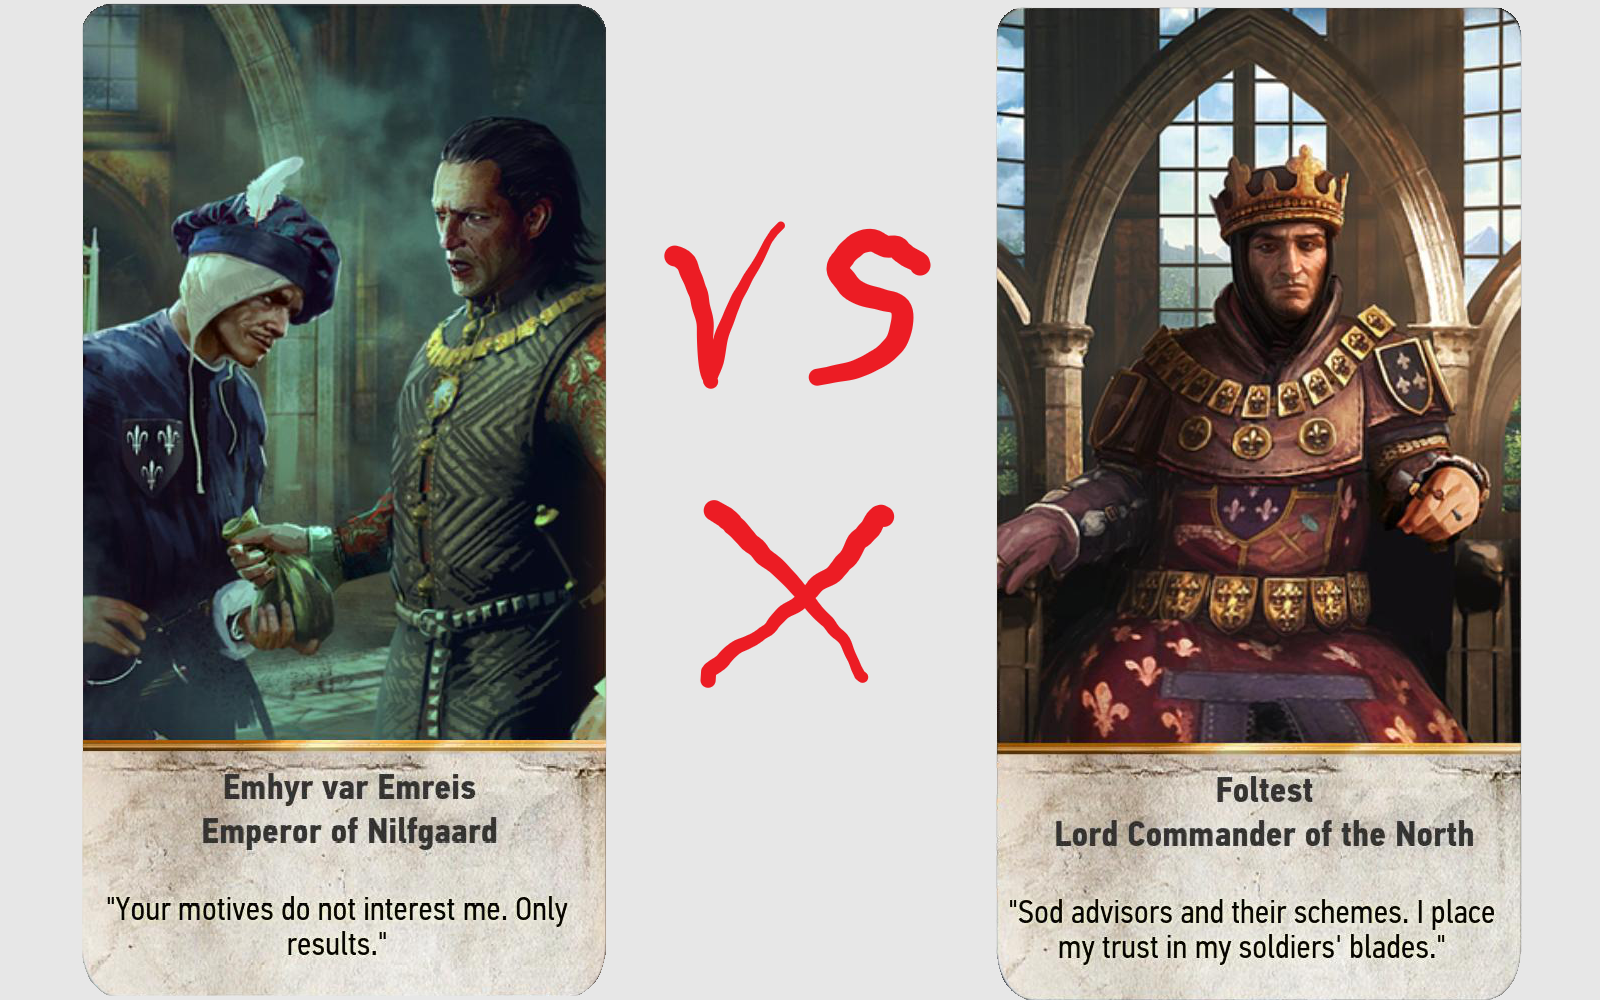 Emhyr var Emreis
Emperor of Nilfgaard
"Your motives do not interest me. Only
results."
VS
X
Foltest
Lord Commander of the North
"Sod advisors and their schemes. I place
my trust in my soldiers' blades."